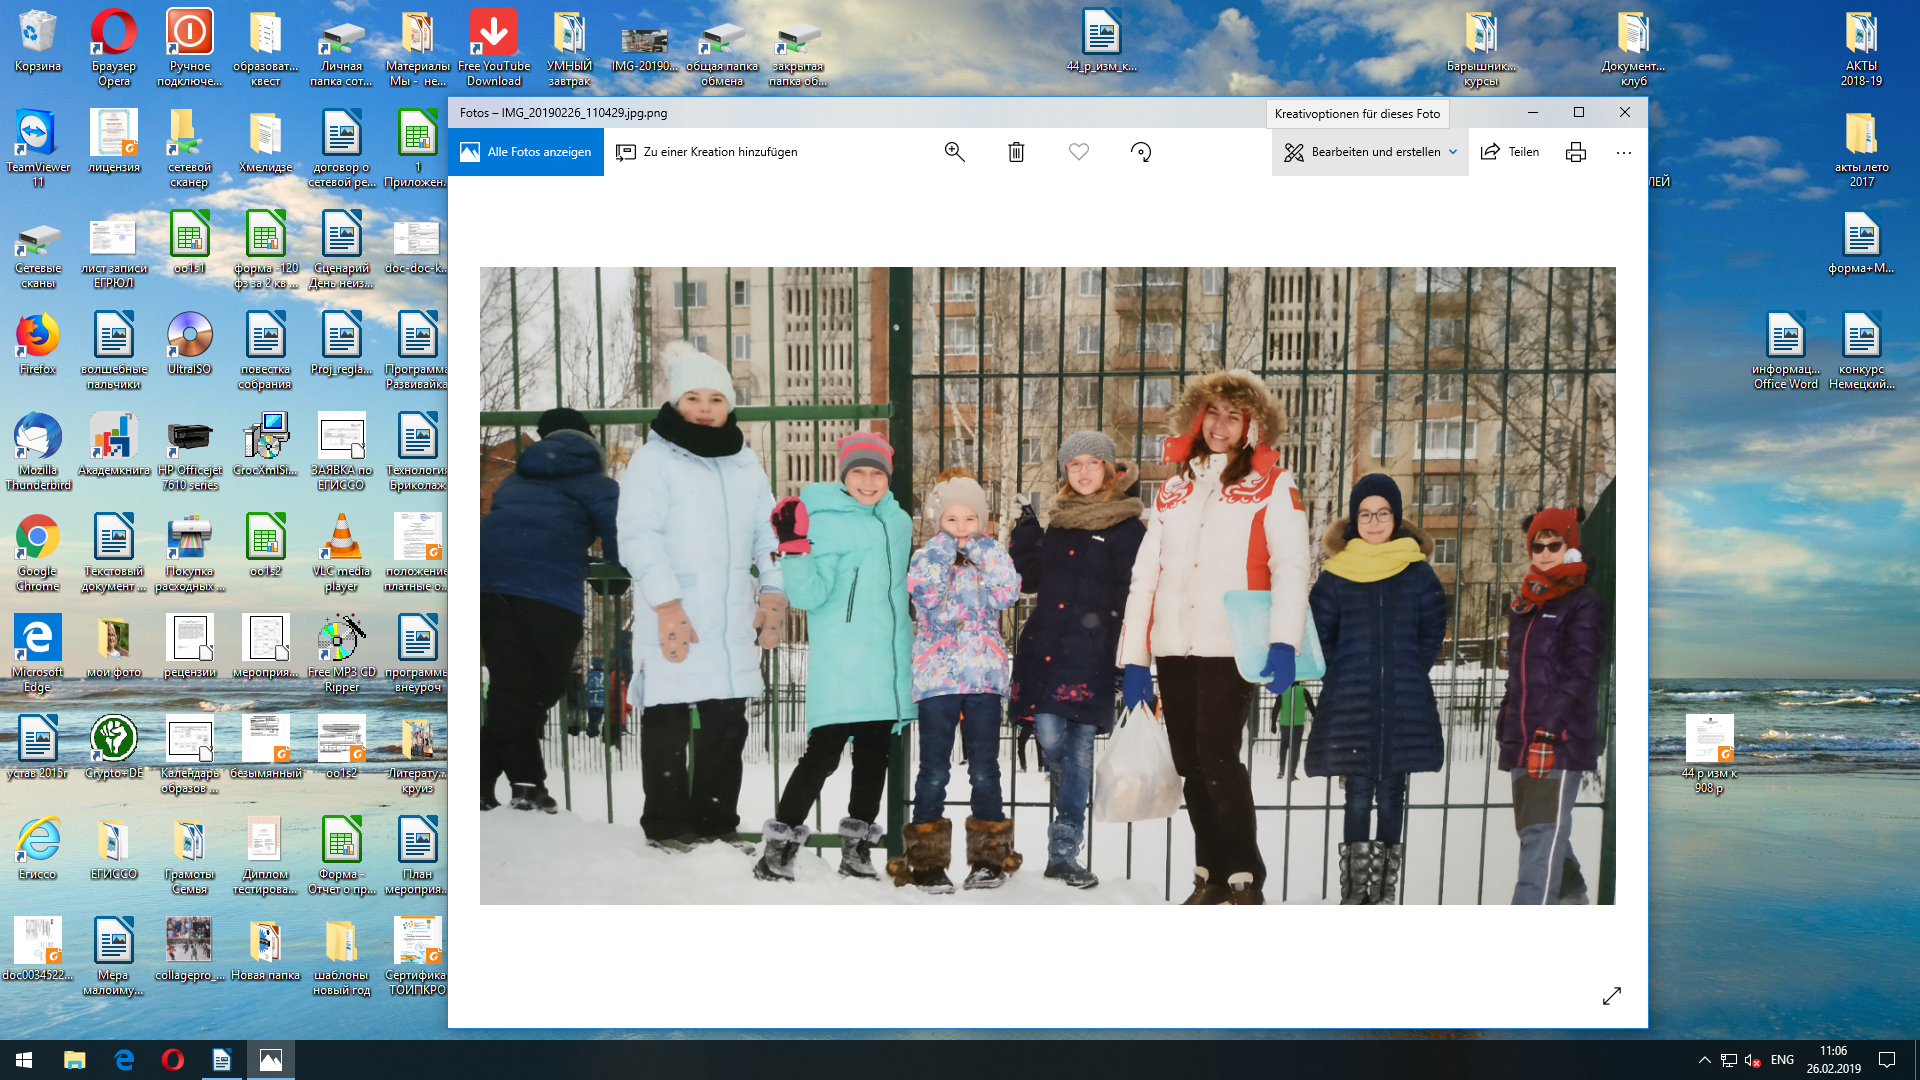 Корзина
Браузер
Opera
Ручное
подключе...
образоват...
квест
Личная
папка сот...
Материалы
Мы - не...
Free YouTube
Download
УМНЫЙ
завтрак
IMG-20190...
общая папка
обмена
закрытая
папка об...
44_р_изм_к...
Барышник...
курсы
Документ...
клуб
АКТЫ
2018-19
Fotos – IMG_20190226_110429.jpg.png
Kreativoptionen für dieses Foto
Alle Fotos anzeigen
Zu einer Kreation hinzufügen
Bearbeiten und erstellen
Teilen
TeamViewer
11
лицензия
сетевой
сканер
Хмелидзе
договор о
сетевой ре...
1
Приложен...
ЛЕЙ
акты лето
2017
Сетевые
сканы
лист записи
ЕГРЮЛ
oo1s1
форма -120
фз за 2 кв ...
Сценарий
День неиз...
doc-doc-k...
форма+М...
Firefox
волшебные
пальчики
UltraISO
повестка
собрания
Proj_regla...
Программа
Развивайка
информац...
Office Word
конкурс
Немецкий...
Mozilla
Thunderbird
Академкнига
HP Officejet
7610 series
CrocXmlSi...
ЗАЯВКА по
ЕГИССО
Технология
Бриколаж
Google
Chrome
Текстовый
документ ...
Покупка
расходных ...
oo1s2
VLC media
player
положение
платные о...
Microsoft
Edge
мои фото
рецензии
мероприя...
Free MP3 CD
Ripper
программы
внеуроч
устав 2015г
Crypto+DE
Календарь
образов ...
безымянный
oo1s2
Литерату...
круиз
44 р изм к
908 р
Егиссо
ЕГИССО
Грамоты
Семья
Диплом
тестирова...
Форма -
Отчет о пр...
План
мероприя...
doc0034522...
Мера
малоиму...
collagepro_...
Новая папка
шаблоны
новый год
Сертифика
ТОИПКРО
ENG
11:06
26.02.2019